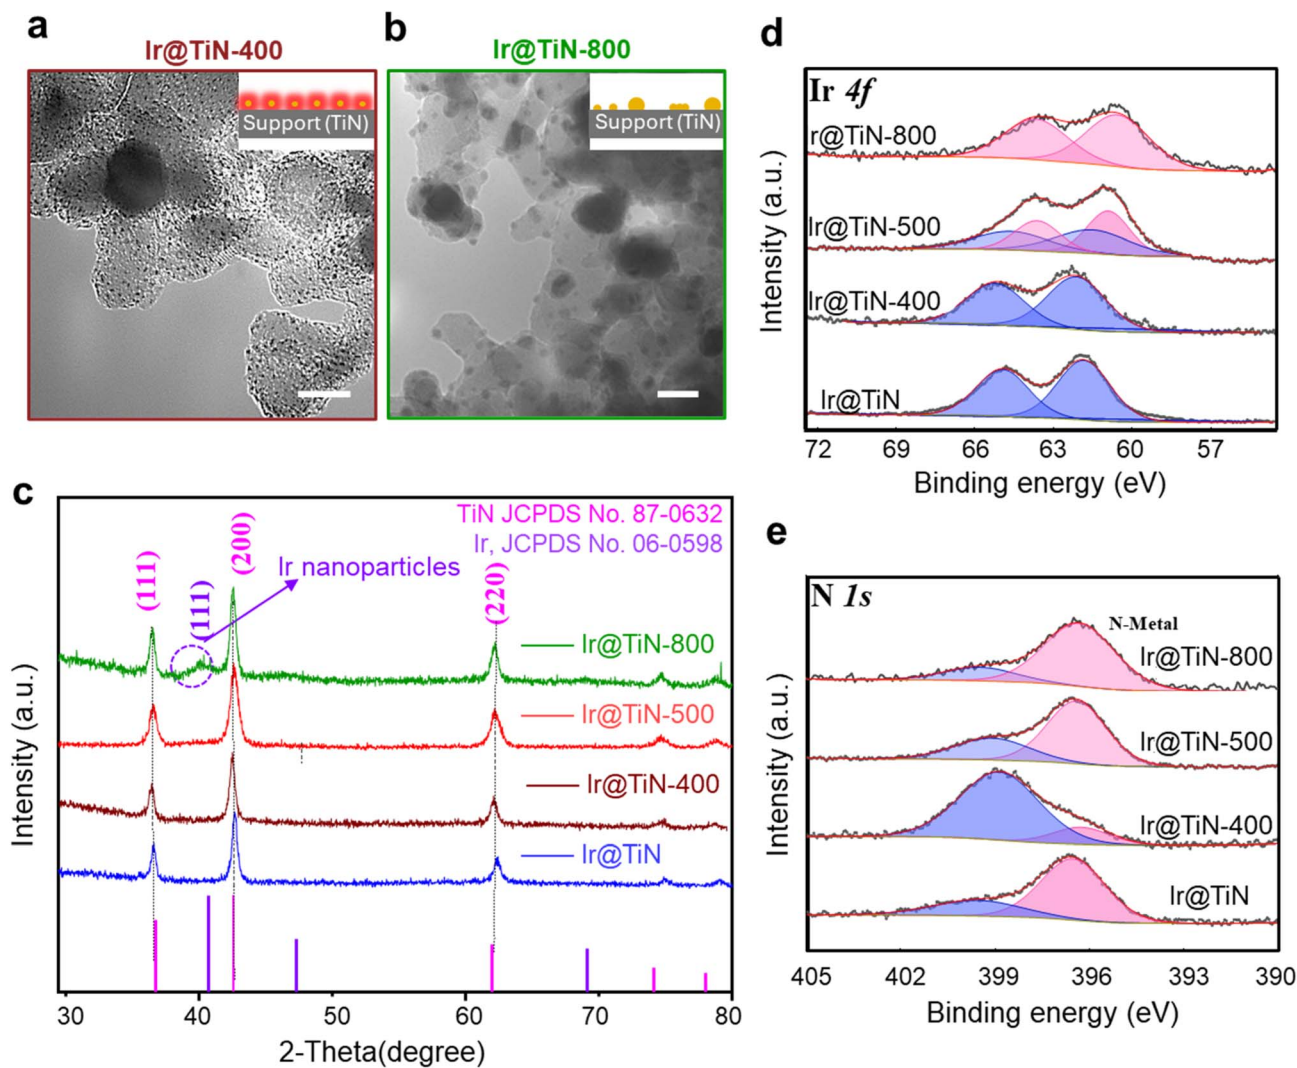 a
Ir@TiN-400
Support (TiN)
b
Ir@TiN-800
Support (TiN)
c
TiN JCPDS No. 87-0632
Ir, JCPDS No. 06-0598
(111)
(111)
(200)
Ir nanoparticles
(220)
Ir@TiN-800
Ir@TiN-500
Ir@TiN-400
Ir@TiN
Intensity (a.u.)
30 40 50 60 70 80
2-Theta(degree)
d
Ir 4f
r@TiN-800
Ir@TiN-500
Ir@TiN-400
Ir@TiN
Intensity (a.u.)
72 69 66 63 60 57
Binding energy (eV)
e
N 1s
N-Metal
Ir@TiN-800
Ir@TiN-500
Ir@TiN-400
Ir@TiN
Intensity (a.u.)
405 402 399 396 393 390
Binding energy (eV)